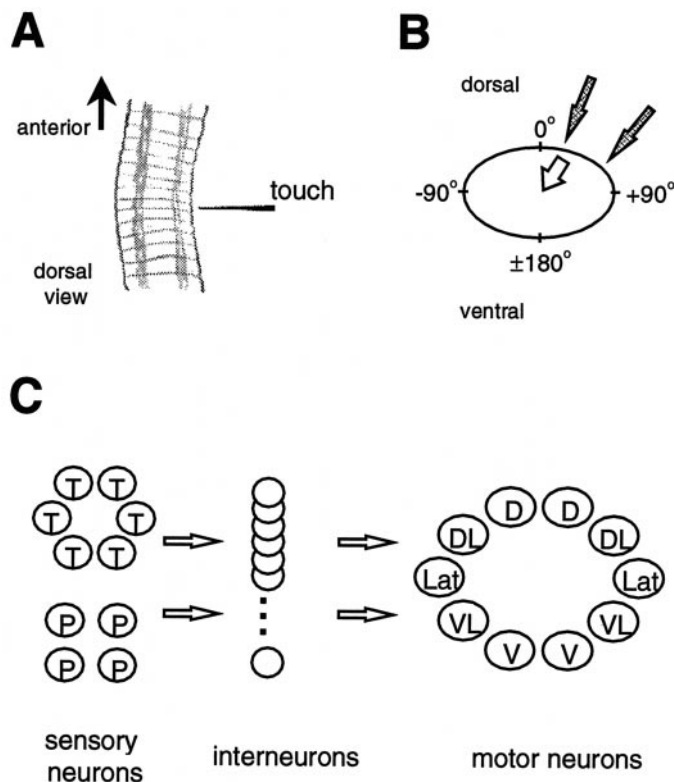 A
anterior
touch
dorsal
view
B
dorsal
0°
-90°
+90°
±180°
ventral
C
T T
T T
T T
P P
P P
D D
DL DL
Lat Lat
VL VL
V V
sensory
neurons
interneurons
motor neurons